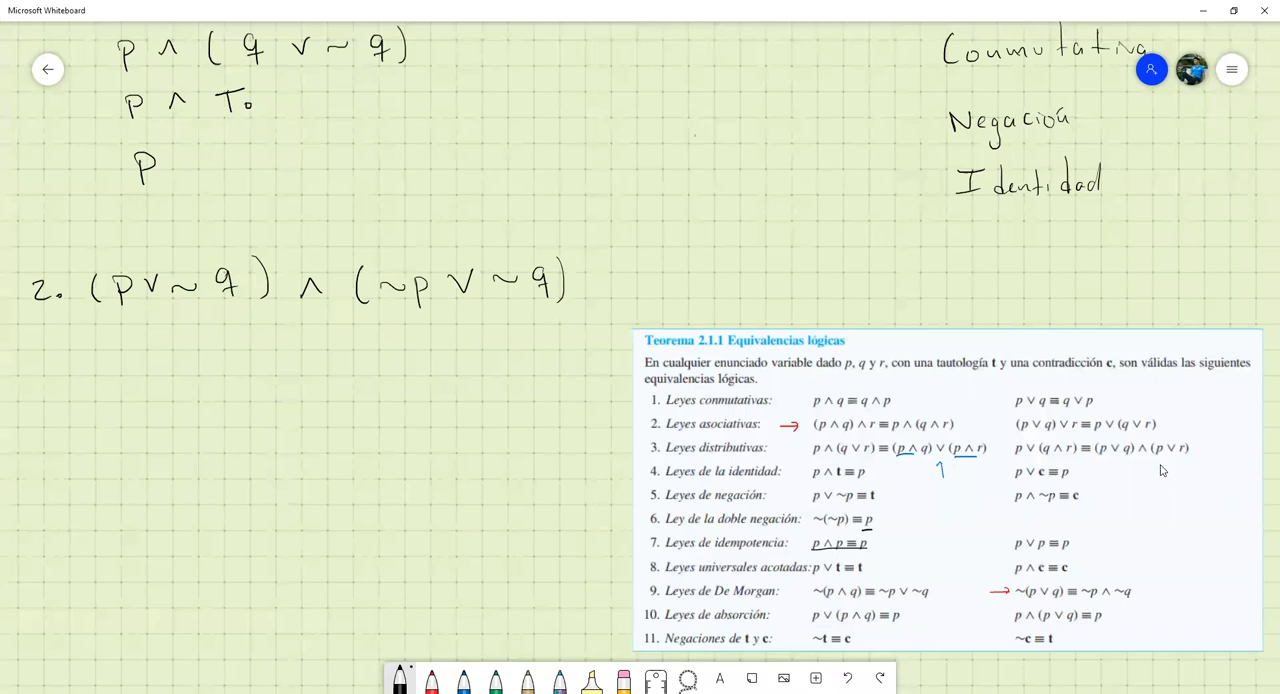 Microsoft Whiteboard
p ∧ ( q ∨ ~ q )
Conmutativa
p ∧ T₀
Negación
p
Identidad
2. (p ∨ ~ q ) ∧ ( ~p ∨ ~ q )
Teorema 2.1.1 Equivalencias lógicas
En cualquier enunciado variable dado p, q y r, con una tautología t y una contradicción c, son válidas las siguientes
equivalencias lógicas.
1. Leyes conmutativas: p ∧ q ≡ q ∧ p p ∨ q ≡ q ∨ p
2. Leyes asociativas: → (p ∧ q) ∧ r ≡ p ∧ (q ∧ r) (p ∨ q) ∨ r ≡ p ∨ (q ∨ r)
3. Leyes distributivas: p ∧ (q ∨ r) ≡ (p ∧ q) ∨ (p ∧ r) p ∨ (q ∧ r) ≡ (p ∨ q) ∧ (p ∨ r)
4. Leyes de la identidad: p ∧ t ≡ p p ∨ c ≡ p
5. Leyes de negación: p ∨ ~p ≡ t p ∧ ~p ≡ c
6. Ley de la doble negación: ~(~p) ≡ p
7. Leyes de idempotencia: p ∧ p ≡ p p ∨ p ≡ p
8. Leyes universales acotadas: p ∨ t ≡ t p ∧ c ≡ c
9. Leyes de De Morgan: ~(p ∧ q) ≡ ~p ∨ ~q → ~(p ∨ q) ≡ ~p ∧ ~q
10. Leyes de absorción: p ∨ (p ∧ q) ≡ p p ∧ (p ∨ q) ≡ p
11. Negaciones de t y c: ~t ≡ c ~c ≡ t
A